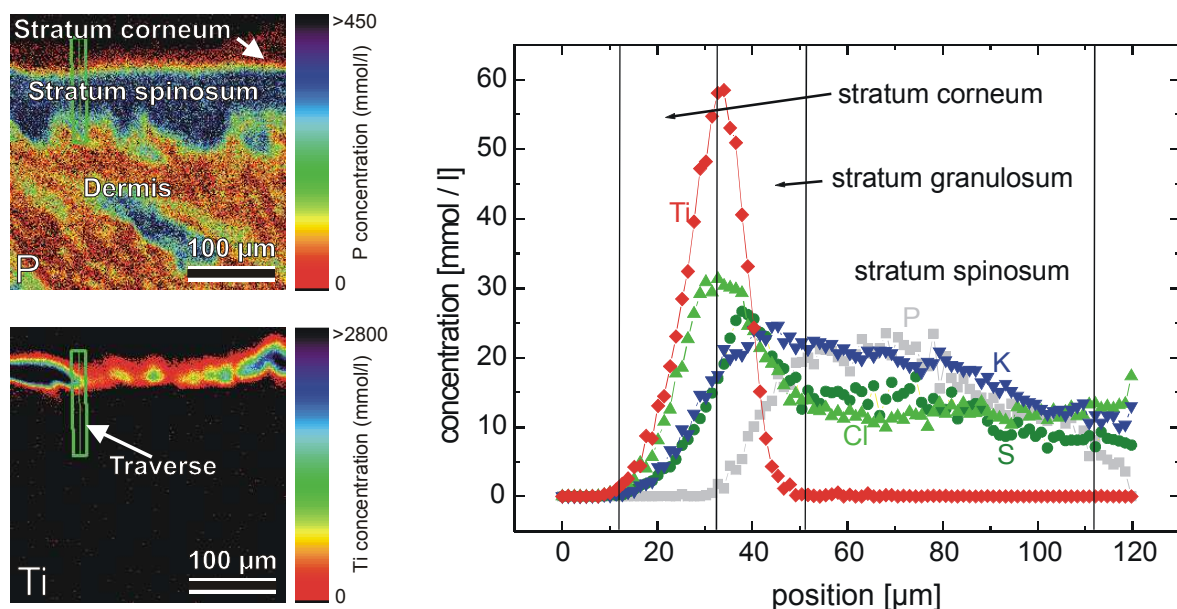 Stratum corneum
Stratum spinosum
Dermis
100 µm
P
>450
P concentration (mmol/l)
0
Traverse
100 µm
Ti
>2800
Ti concentration (mmol/l)
0
concentration [mmol / l]
60
50
40
30
20
10
0
stratum corneum
stratum granulosum
stratum spinosum
Ti
P
K
Cl
S
0 20 40 60 80 100 120
position [µm]